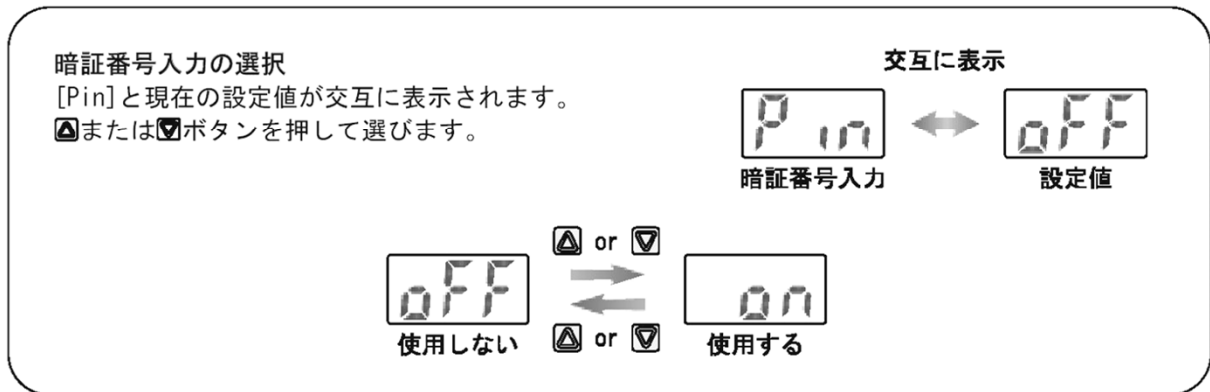 暗証番号入力の選択
[Pin]と現在の設定値が交互に表示されます。
△または▽ボタンを押して選びます。
交互に表示
Pin
oFF
暗証番号入力
設定値
△ or ▽
oFF
on
使用しない
△ or ▽
使用する